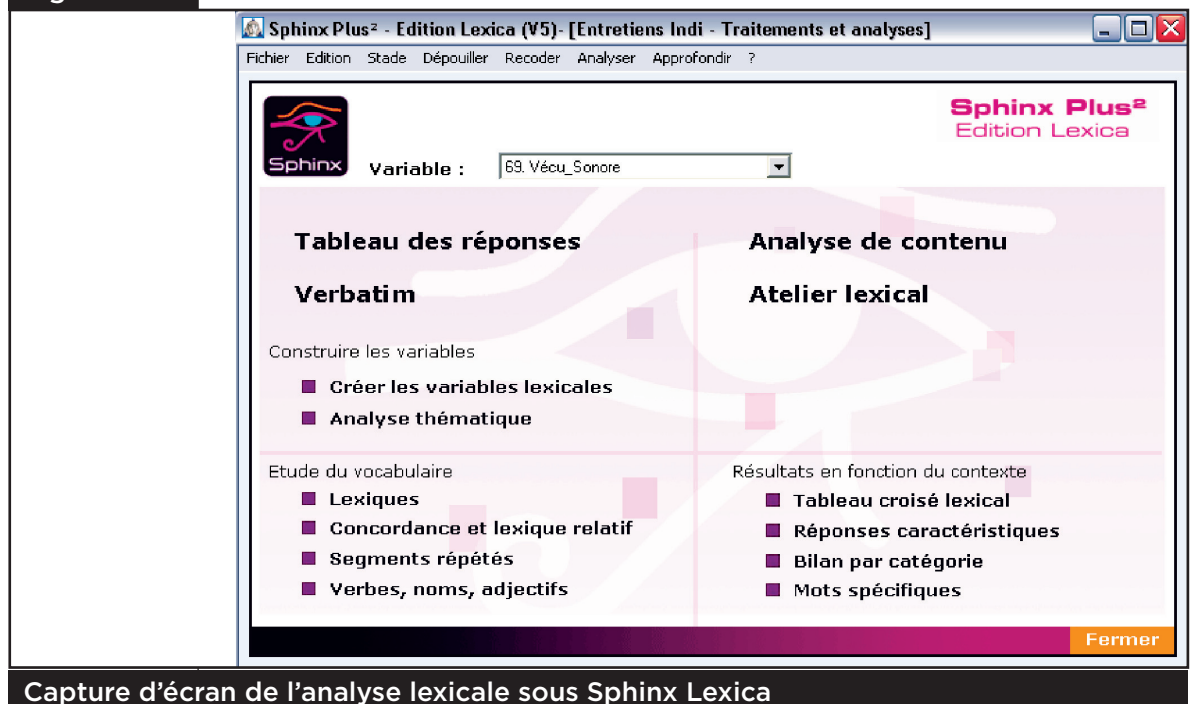 Sphinx Plus² - Edition Lexica (V5)- [Entretiens Indi - Traitements et analyses]
Fichier Edition Stade Dépouiller Recoder Analyser Approfondir ?
Sphinx Plus²
Edition Lexica
Sphinx
Variable : 69. Vécu_Sonore
Tableau des réponses
Analyse de contenu
Verbatim
Atelier lexical
Construire les variables
Créer les variables lexicales
Analyse thématique
Etude du vocabulaire
Lexiques
Concordance et lexique relatif
Segments répétés
Verbes, noms, adjectifs
Résultats en fonction du contexte
Tableau croisé lexical
Réponses caractéristiques
Bilan par catégorie
Mots spécifiques
Fermer
Capture d'écran de l'analyse lexicale sous Sphinx Lexica